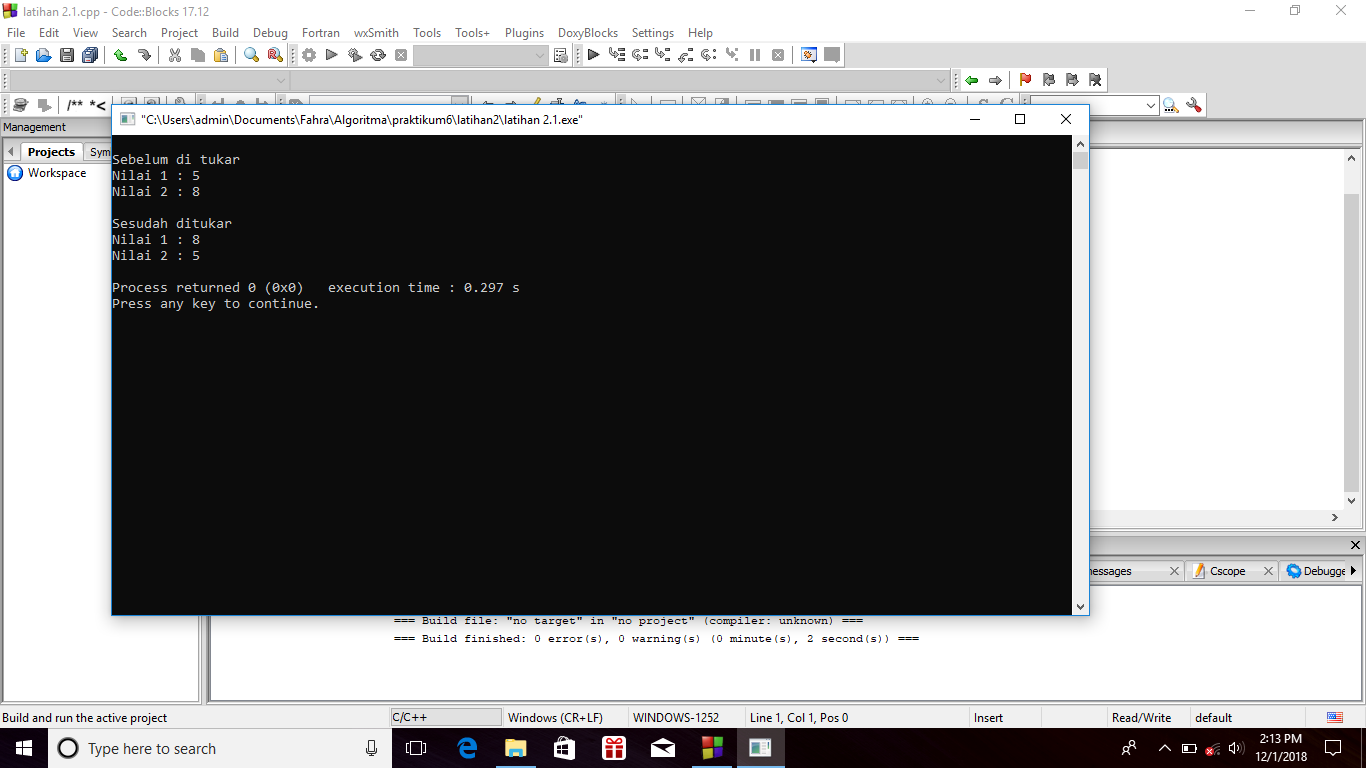 latihan 2.1.cpp - Code::Blocks 17.12
File Edit View Search Project Build Debug Fortran wxSmith Tools Tools+ Plugins DoxyBlocks Settings Help
/** *<
Management
"C:\Users\admin\Documents\Fahra\Algoritma\praktikum6\latihan2\latihan 2.1.exe"
Projects Sym
Workspace
Sebelum di tukar
Nilai 1 : 5
Nilai 2 : 8
Sesudah ditukar
Nilai 1 : 8
Nilai 2 : 5
Process returned 0 (0x0) execution time : 0.297 s
Press any key to continue.
essages Cscope Debugge
=== Build file: "no target" in "no project" (compiler: unknown) ===
=== Build finished: 0 error(s), 0 warning(s) (0 minute(s), 2 second(s)) ===
Build and run the active project C/C++ Windows (CR+LF) WINDOWS-1252 Line 1, Col 1, Pos 0 Insert Read/Write default
Type here to search
2:13 PM
12/1/2018